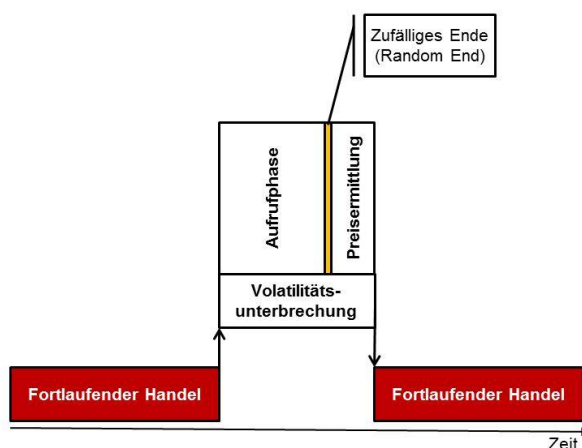 Zufälliges Ende
(Random End)
Aufrufphase
Preisermittlung
Volatilitäts-
unterbrechung
Fortlaufender Handel
Fortlaufender Handel
Zeit